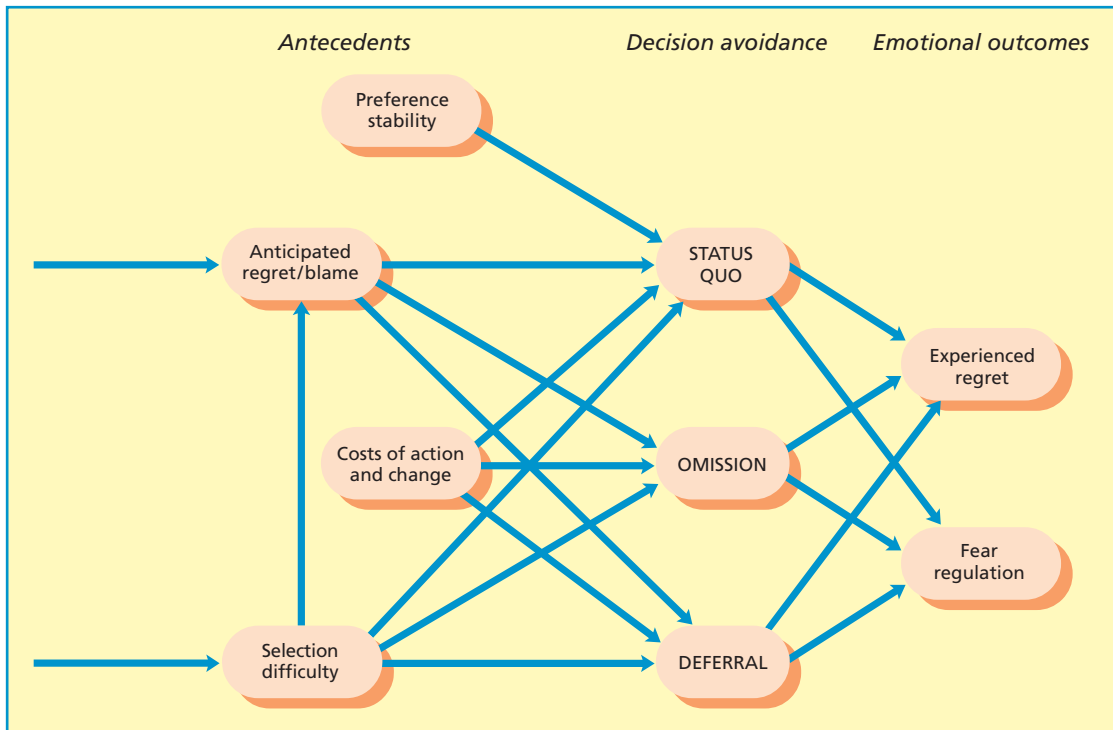 Antecedents
Decision avoidance
Emotional outcomes
Preference
stability
Anticipated
regret/blame
STATUS
QUO
Experienced
regret
Costs of action
and change
OMISSION
Fear
regulation
Selection
difficulty
DEFERRAL